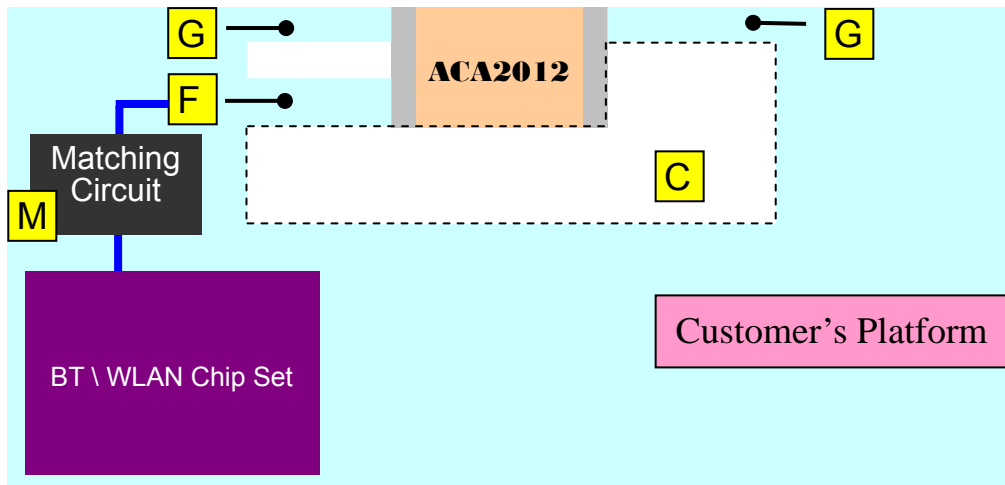 G
ACA2012
G
F
Matching
Circuit
C
M
Customer's Platform
BT \ WLAN Chip Set